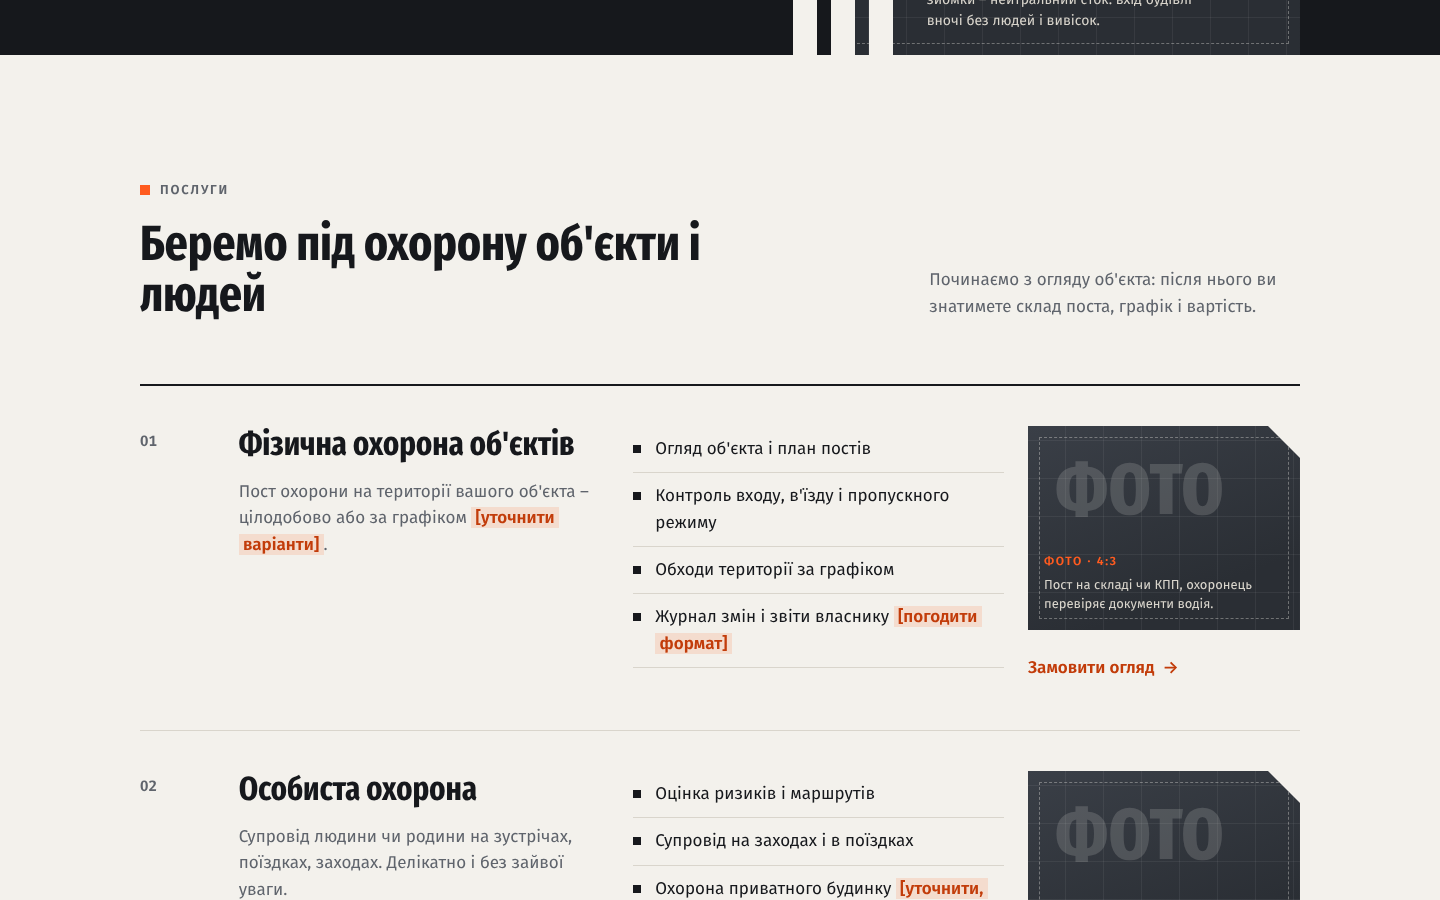 зйомки – нейтральний сток: вхід будівлі
вночі без людей і вивісок.
ПОСЛУГИ
Беремо під охорону об'єкти і
людей
Починаємо з огляду об'єкта: після нього ви
знатимете склад поста, графік і вартість.
01
Фізична охорона об'єктів
Пост охорони на території вашого об'єкта –
цілодобово або за графіком [уточнити
варіанти].
Огляд об'єкта і план постів
Контроль входу, в'їзду і пропускного
режиму
Обходи території за графіком
Журнал змін і звіти власнику [погодити
формат]
ФОТО
ФОТО · 4:3
Пост на складі чи КПП, охоронець
перевіряє документи водія.
Замовити огляд →
02
Особиста охорона
Супровід людини чи родини на зустрічах,
поїздках, заходах. Делікатно і без зайвої
уваги.
Оцінка ризиків і маршрутів
Супровід на заходах і в поїздках
Охорона приватного будинку [уточнити,
ФОТО